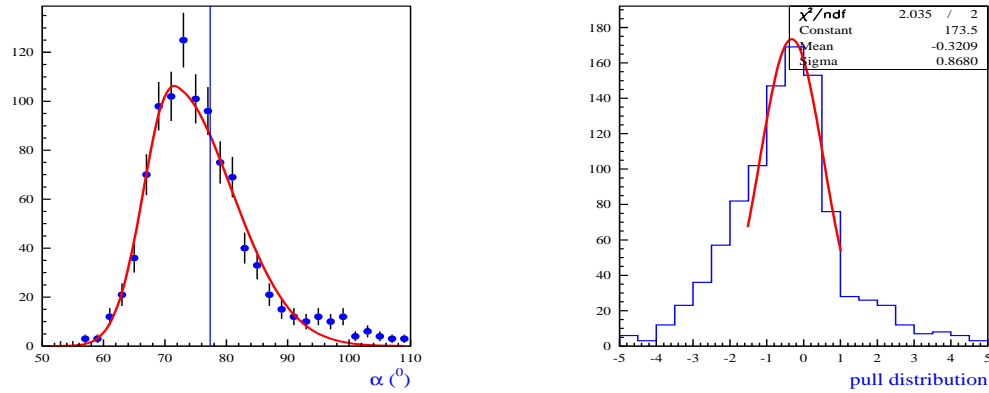 120
100
80
60
40
20
0
50 60 70 80 90 100 110
α (⁰)
χ²/ndf 2.035 / 2
Constant 173.5
Mean -0.3209
Sigma 0.8680
180
160
140
120
100
80
60
40
20
0
-5 -4 -3 -2 -1 0 1 2 3 4 5
pull distribution